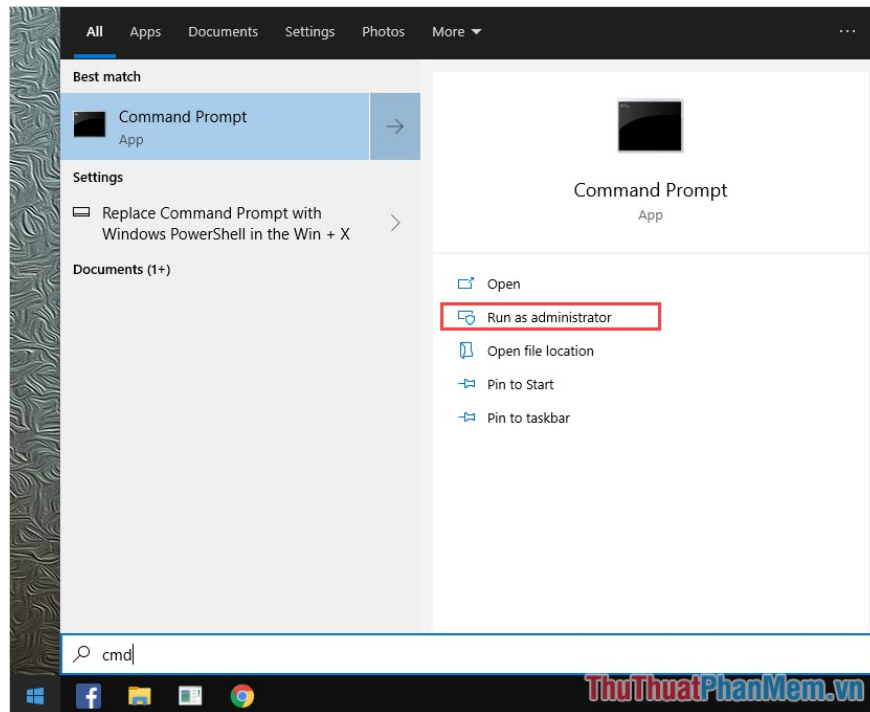 All Apps Documents Settings Photos More
Best match
Command Prompt
App
Settings
Replace Command Prompt with
Windows PowerShell in the Win + X
Documents (1+)
Command Prompt
App
Open
Run as administrator
Open file location
Pin to Start
Pin to taskbar
cmd
ThuThuatPhanMem.vn